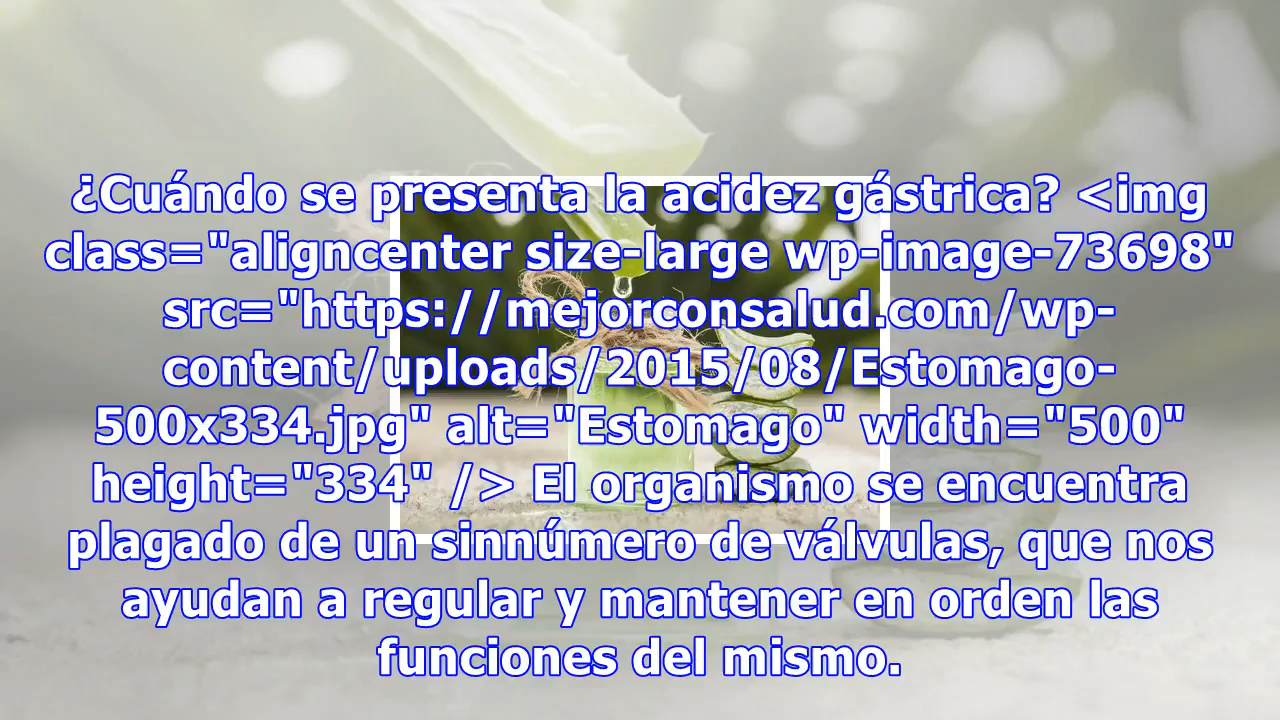 ¿Cuándo se presenta la acidez gástrica? <img
class="aligncenter size-large wp-image-73698"
src="https://mejorconsalud.com/wp-
content/uploads/2015/08/Estomago-
500x334.jpg" alt="Estomago" width="500"
height="334" /> El organismo se encuentra
plagado de un sinnúmero de válvulas, que nos
ayudan a regular y mantener en orden las
funciones del mismo.